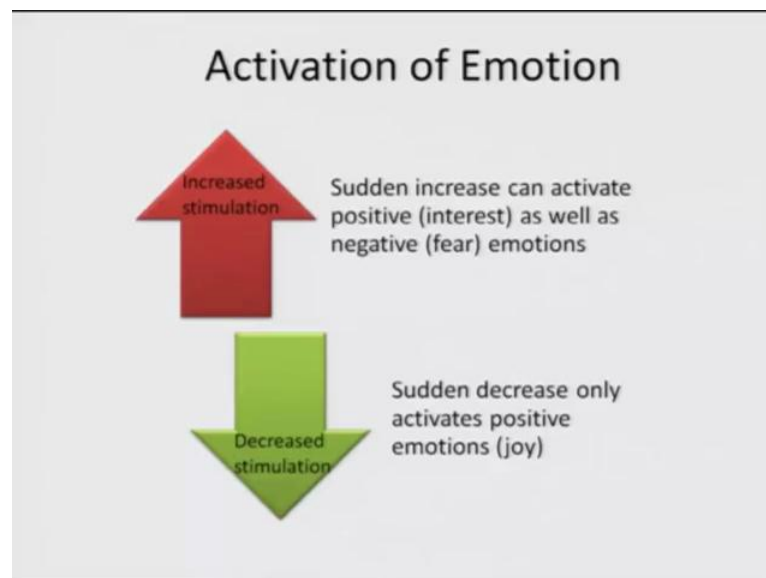 Activation of Emotion
Increased
stimulation
Sudden increase can activate
positive (interest) as well as
negative (fear) emotions
Decreased
stimulation
Sudden decrease only
activates positive
emotions (joy)